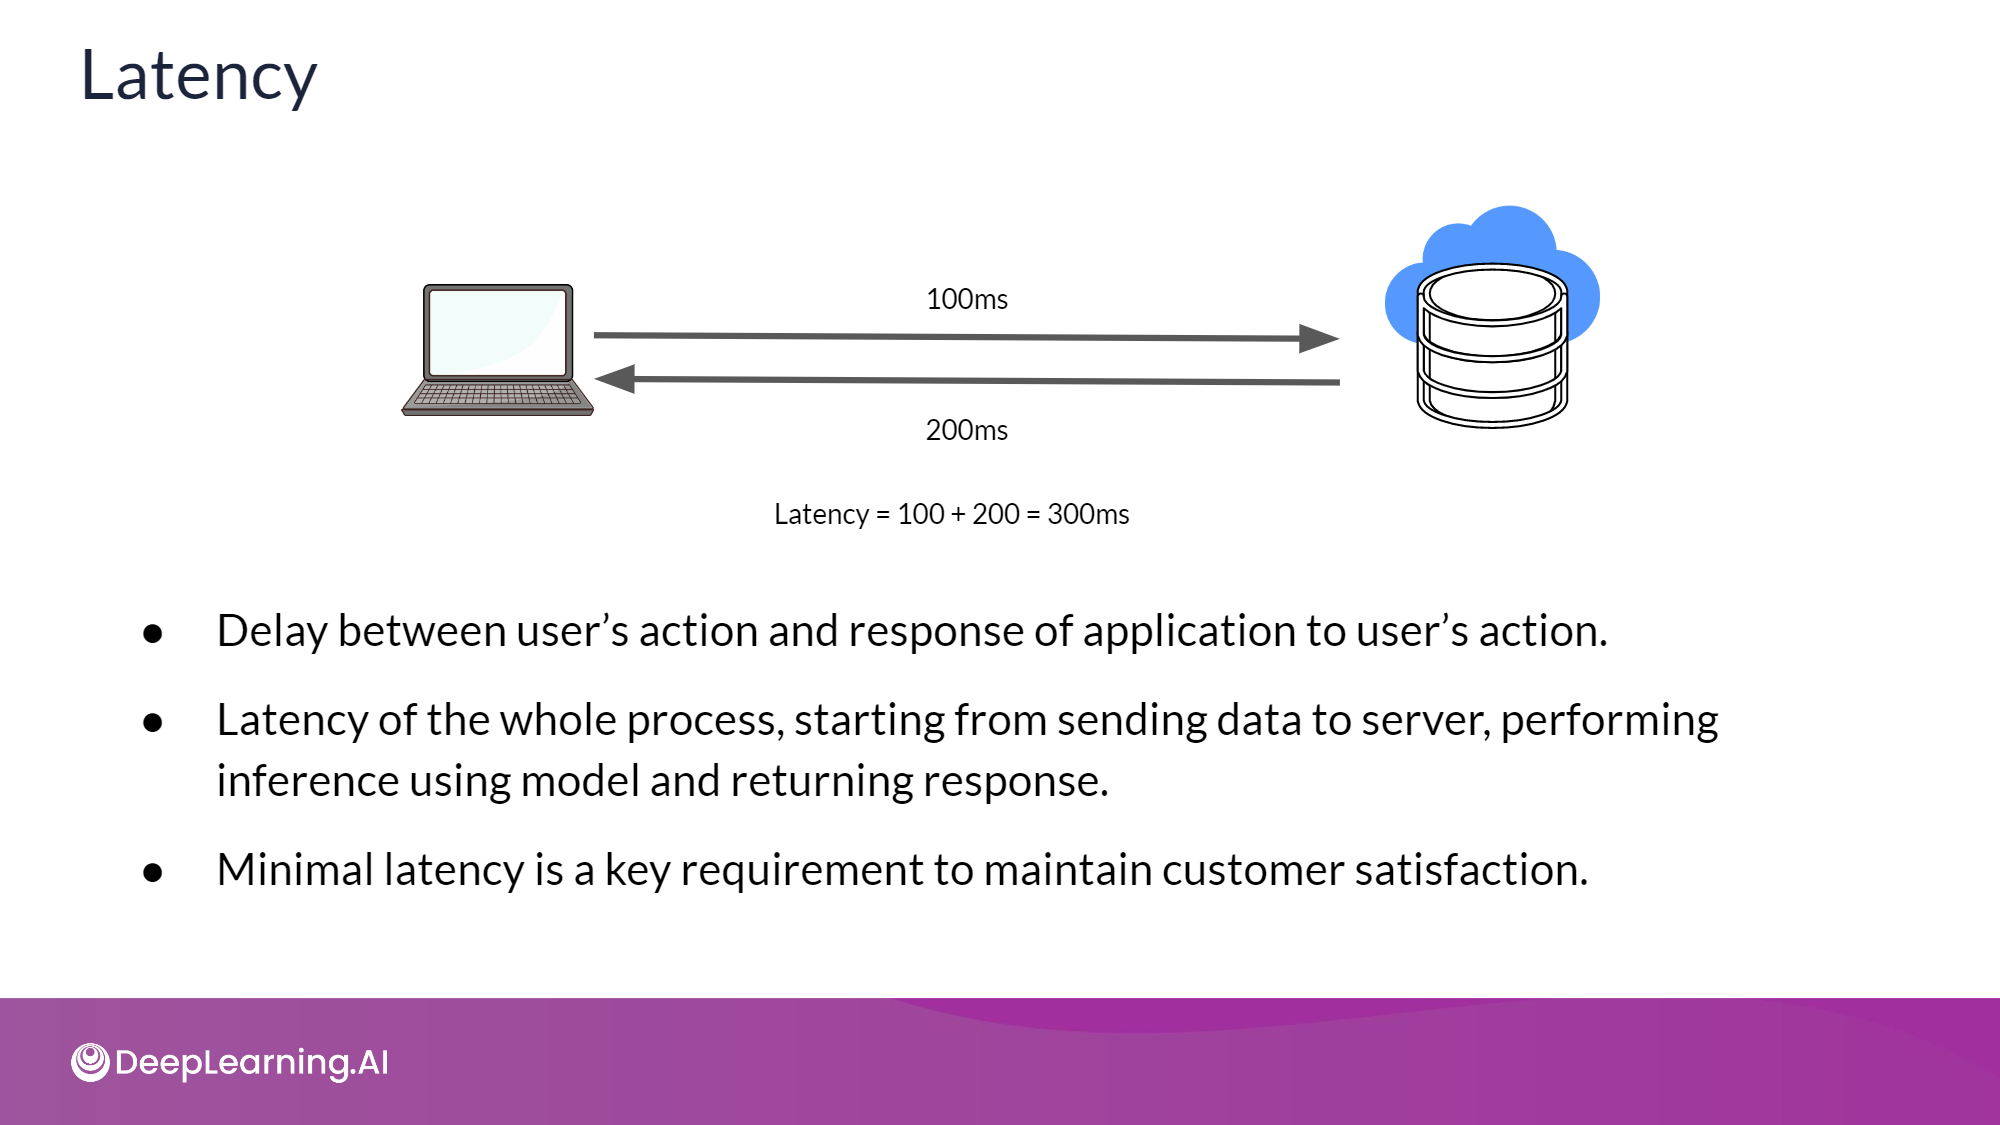 Latency
100ms
200ms
Latency = 100 + 200 = 300ms
● Delay between user’s action and response of application to user’s action.
● Latency of the whole process, starting from sending data to server, performing
inference using model and returning response.
● Minimal latency is a key requirement to maintain customer satisfaction.
DeepLearning.AI